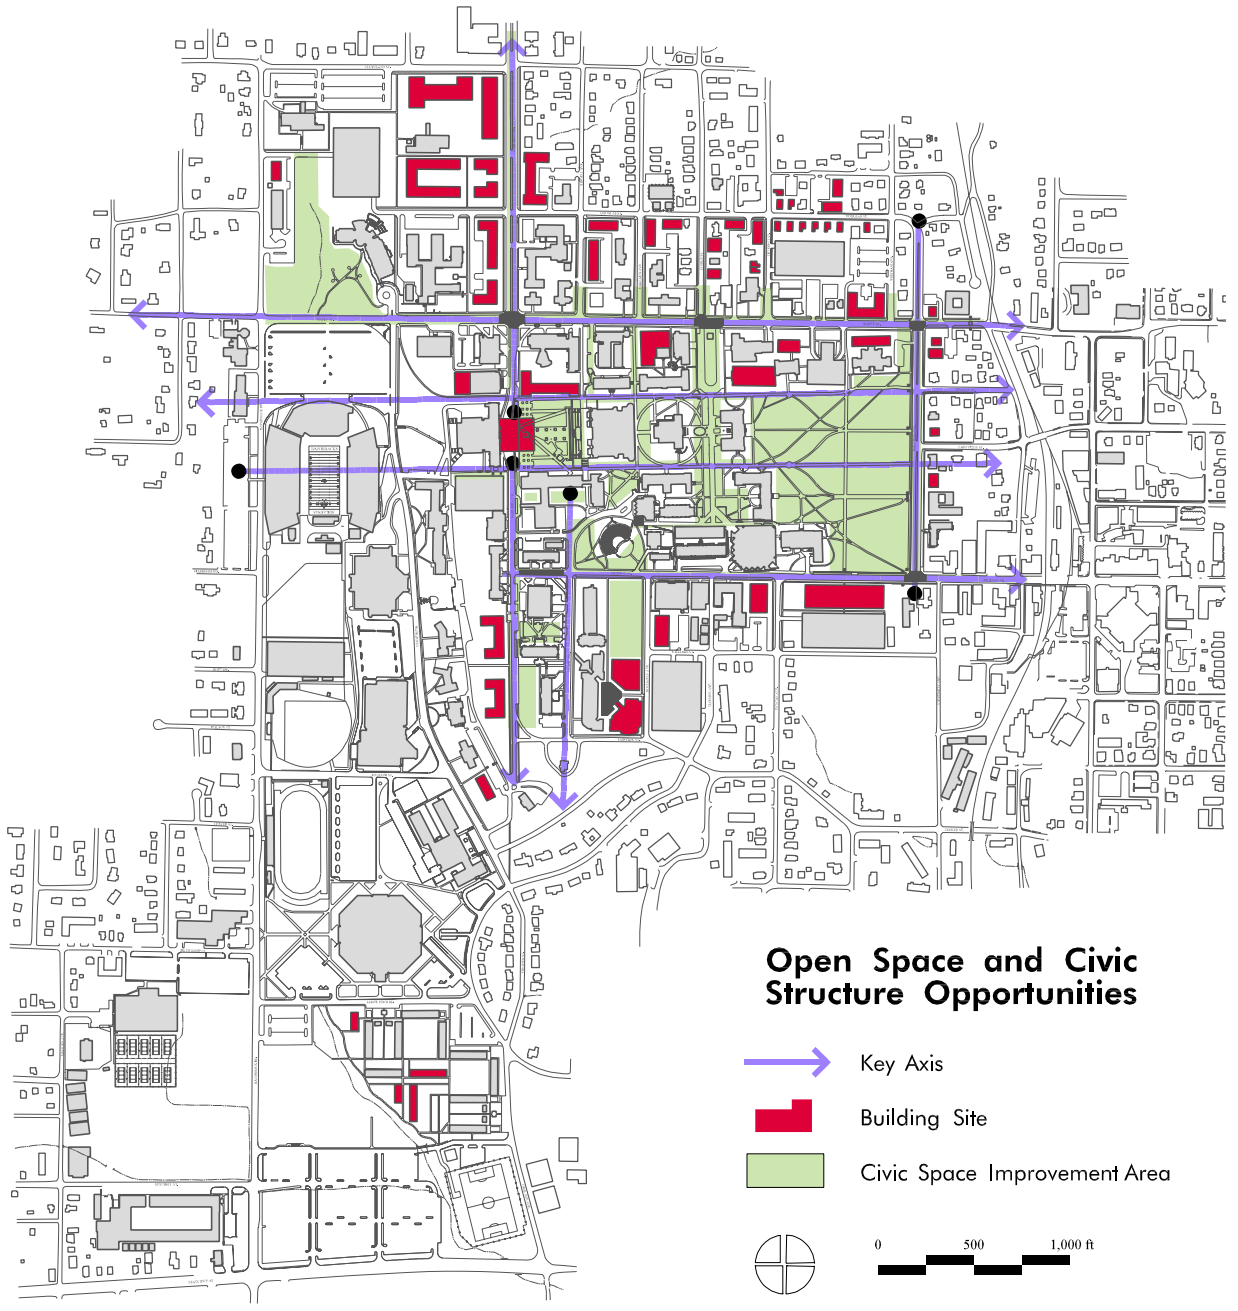 Open Space and Civic
Structure Opportunities
Key Axis
Building Site
Civic Space Improvement Area
0 500 1,000 ft